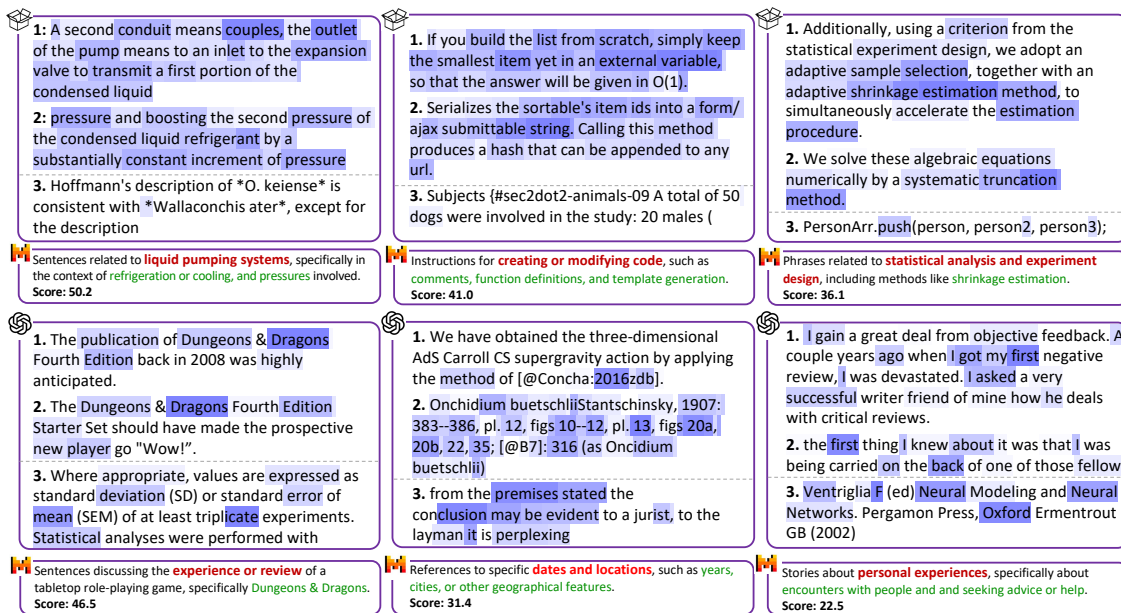 1: A second conduit means couples, the outlet
of the pump means to an inlet to the expansion
valve to transmit a first portion of the
condensed liquid
2: pressure and boosting the second pressure of
the condensed liquid refrigerant by a
substantially constant increment of pressure
3. Hoffmann's description of *O. keiense* is
consistent with *Wallaconchis ater*, except for
the description
Sentences related to liquid pumping systems, specifically in
the context of refrigeration or cooling, and pressures involved.
Score: 50.2
1. If you build the list from scratch, simply keep
the smallest item yet in an external variable,
so that the answer will be given in O(1).
2. Serializes the sortable's item ids into a form/
ajax submittable string. Calling this method
produces a hash that can be appended to any
url.
3. Subjects {#sec2dot2-animals-09 A total of 50
dogs were involved in the study: 20 males (
Instructions for creating or modifying code, such as
comments, function definitions, and template generation.
Score: 41.0
1. Additionally, using a criterion from the
statistical experiment design, we adopt an
adaptive sample selection, together with an
adaptive shrinkage estimation method, to
simultaneously accelerate the estimation
procedure.
2. We solve these algebraic equations
numerically by a systematic truncation
method.
3. PersonArr.push(person, person2, person3);
Phrases related to statistical analysis and experiment
design, including methods like shrinkage estimation.
Score: 36.1
1. The publication of Dungeons & Dragons
Fourth Edition back in 2008 was highly
anticipated.
2. The Dungeons & Dragons Fourth Edition
Starter Set should have made the prospective
new player go "Wow!”.
3. Where appropriate, values are expressed as
standard deviation (SD) or standard error of
mean (SEM) of at least triplicate experiments.
Statistical analyses were performed with
Sentences discussing the experience or review of a
tabletop role-playing game, specifically Dungeons & Dragons.
Score: 46.5
1. We have obtained the three-dimensional
AdS Carroll CS supergravity action by applying
the method of [@Concha:2016zdb].
2. Onchidium buetschliiStantschinsky, 1907:
383--386, pl. 12, figs 10--12, pl. 13, figs 20a,
20b, 22, 35; [@B7]: 316 (as Oncidium
buetschlii)
3. from the premises stated the
conclusion may be evident to a jurist, to the
layman it is perplexing
References to specific dates and locations, such as years,
cities, or other geographical features.
Score: 31.4
1. I gain a great deal from objective feedback. A
couple years ago when I got my first negative
review, I was devastated. I asked a very
successful writer friend of mine how he deals
with critical reviews.
2. the first thing I knew about it was that I was
being carried on the back of one of those fellow
3. Ventriglia F (ed) Neural Modeling and Neural
Networks. Pergamon Press, Oxford Ermentrout
GB (2002)
Stories about personal experiences, specifically about
encounters with people and and seeking advice or help.
Score: 22.5